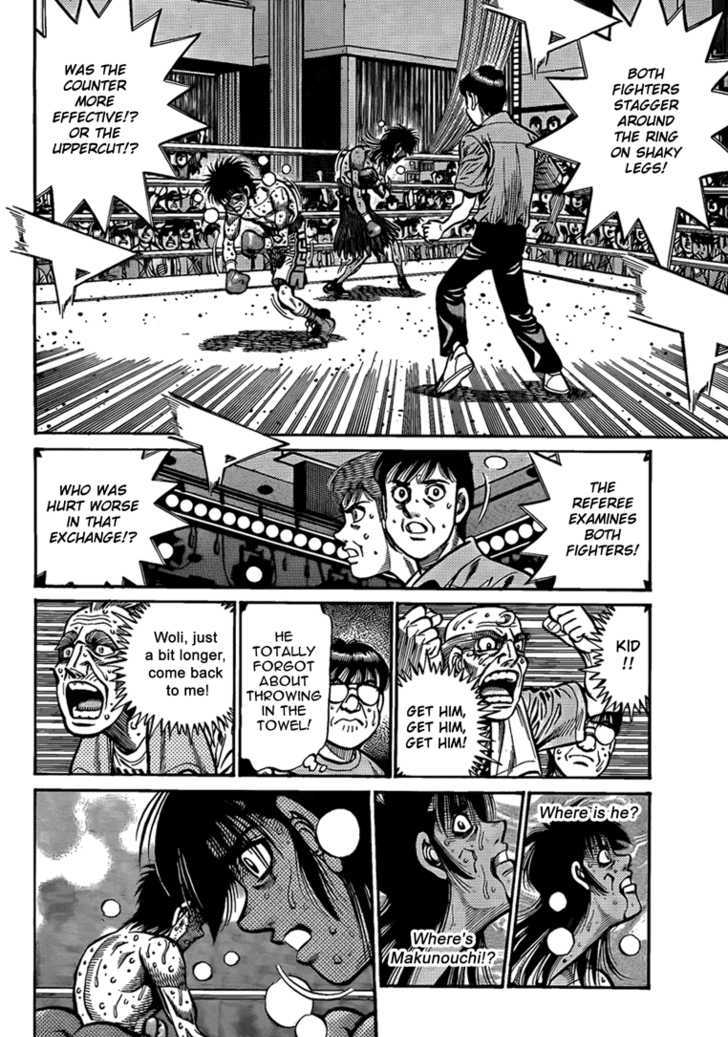 BOTH
FIGHTERS
STAGGER
AROUND
THE RING
ON SHAKY
LEGS!
WAS THE
COUNTER
MORE
EFFECTIVE!?
OR THE
UPPERCUT!?
THE
REFEREE
EXAMINES
BOTH
FIGHTERS!
WHO WAS
HURT WORSE
IN THAT
EXCHANGE!?
KID
!!
GET HIM,
GET HIM,
GET HIM!
HE
TOTALLY
FORGOT
ABOUT
THROWING
IN THE
TOWEL!
Woli, just
a bit longer,
come back
to me!
Where is he?
Where's
Makunouchi!?